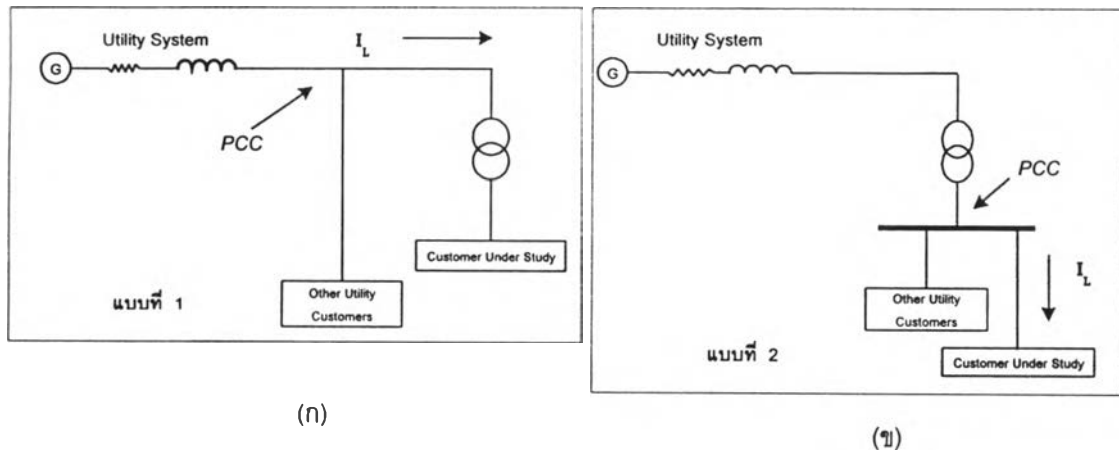 Utility System
I_L
G
PCC
Customer Under Study
Other Utility
Customers
แบบที่ 1
(ก)
Utility System
G
PCC
I_L
Other Utility
Customers
Customer Under Study
แบบที่ 2
(ข)